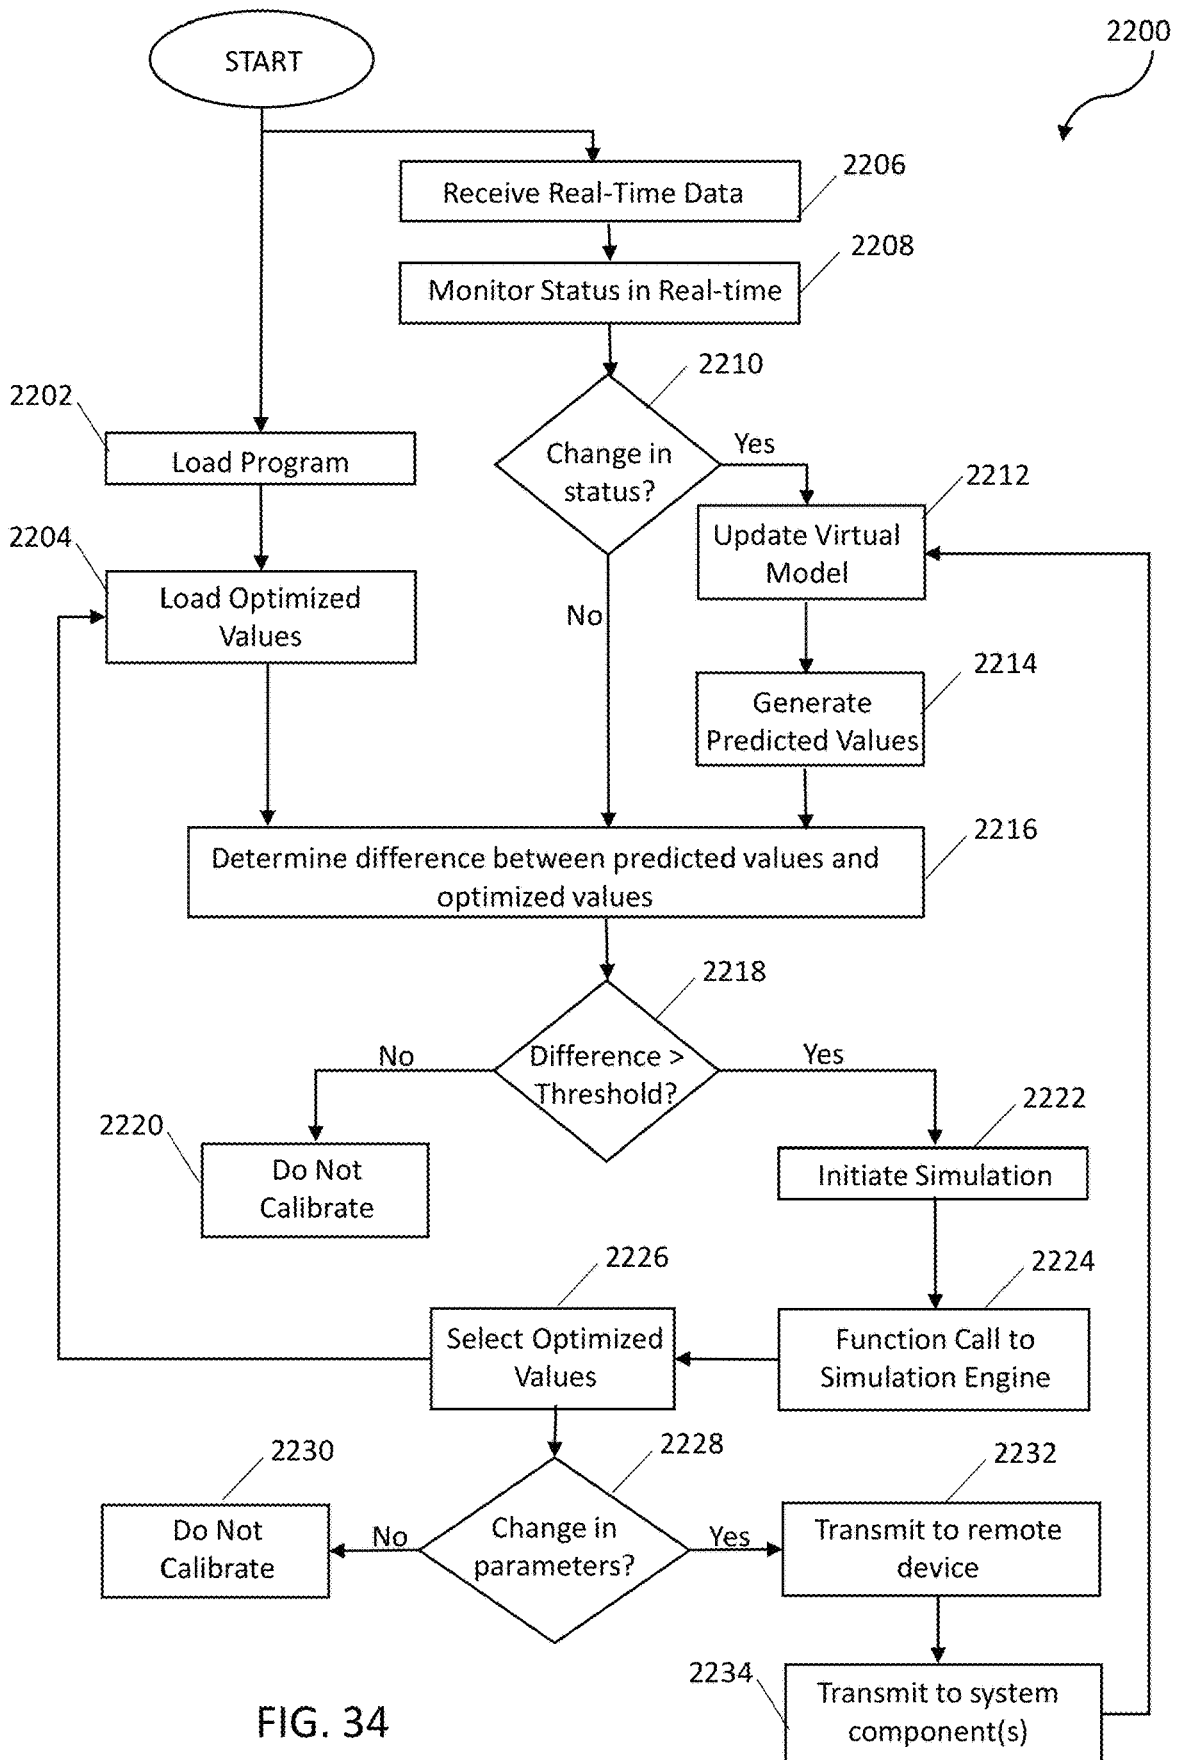 START
2200
2206
Receive Real-Time Data
2208
Monitor Status in Real-time
2210
Change in
status?
Yes
No
2202
Load Program
2204
Load Optimized
Values
2212
Update Virtual
Model
2214
Generate
Predicted Values
2216
Determine difference between predicted values and
optimized values
2218
Difference >
Threshold?
No
Yes
2220
Do Not
Calibrate
2222
Initiate Simulation
2224
Function Call to
Simulation Engine
2226
Select Optimized
Values
2228
Change in
parameters?
No
Yes
2230
Do Not
Calibrate
2232
Transmit to remote
device
2234
Transmit to system
component(s)
FIG. 34